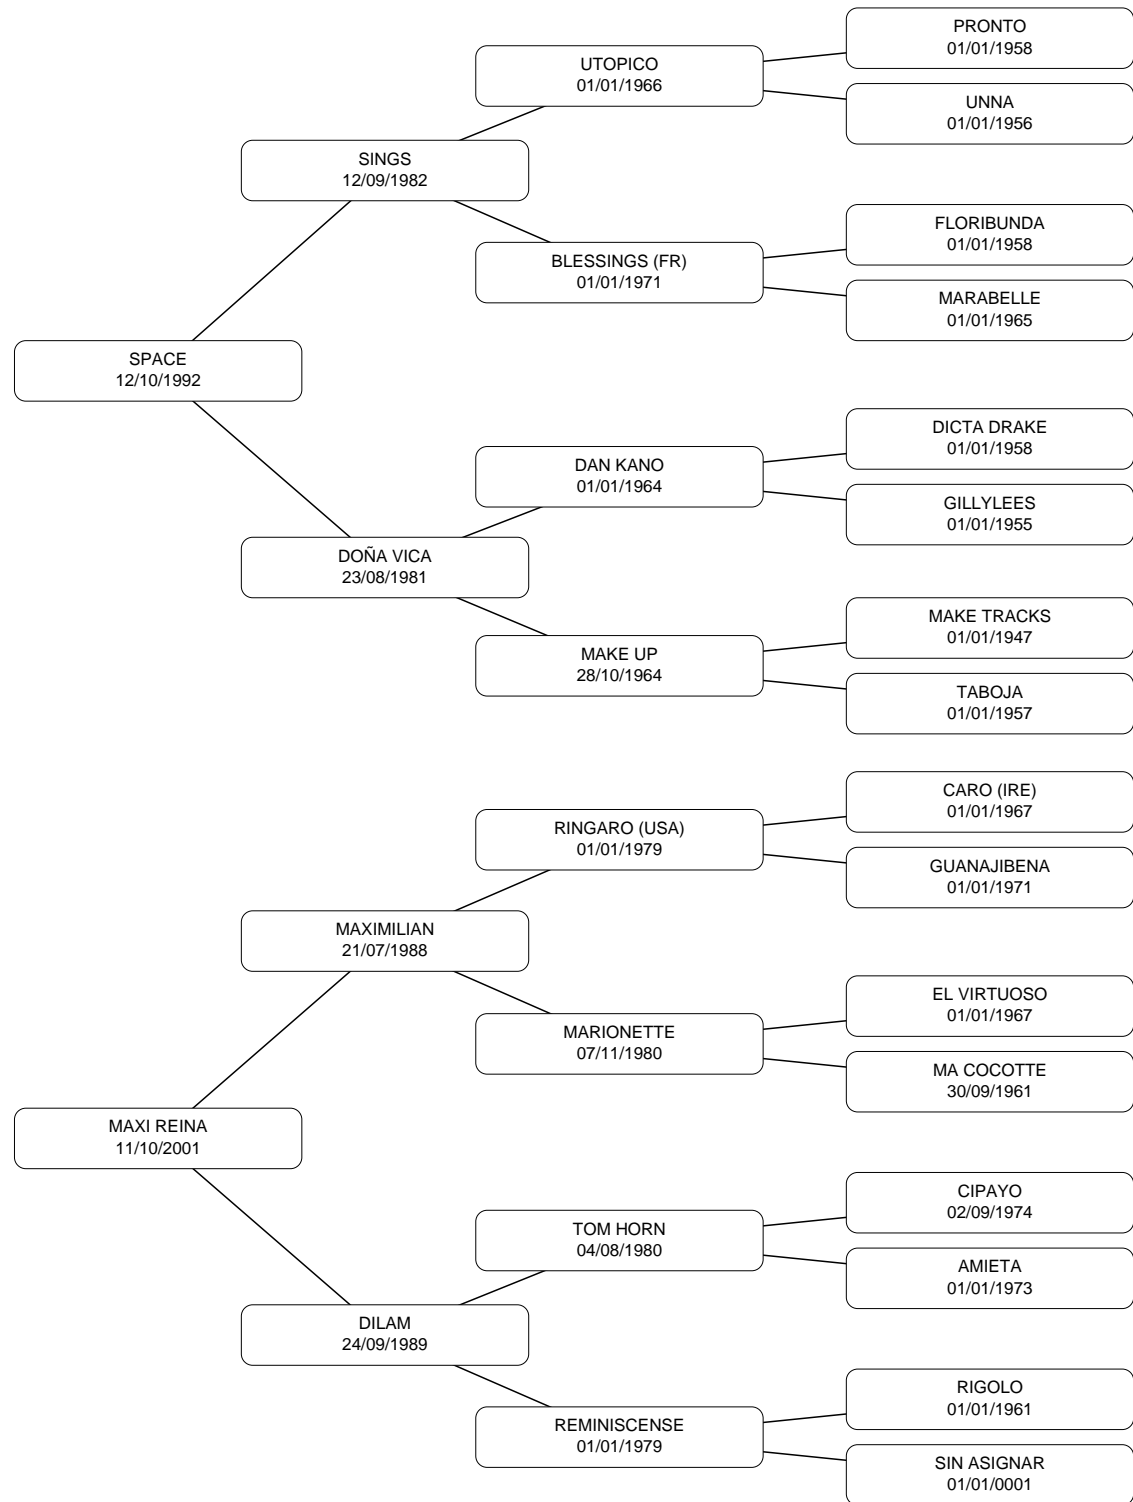 PRONTO
01/01/1958
UTOPICO
01/01/1966
UNNA
01/01/1956
SINGS
12/09/1982
FLORIBUNDA
01/01/1958
BLESSINGS (FR)
01/01/1971
MARABELLE
01/01/1965
SPACE
12/10/1992
DICTA DRAKE
01/01/1958
DAN KANO
01/01/1964
GILLYLEES
01/01/1955
DOÑA VICA
23/08/1981
MAKE TRACKS
01/01/1947
MAKE UP
28/10/1964
TABOJA
01/01/1957
CARO (IRE)
01/01/1967
RINGARO (USA)
01/01/1979
GUANAJIBENA
01/01/1971
MAXIMILIAN
21/07/1988
EL VIRTUOSO
01/01/1967
MARIONETTE
07/11/1980
MA COCOTTE
30/09/1961
MAXI REINA
11/10/2001
CIPAYO
02/09/1974
TOM HORN
04/08/1980
AMIETA
01/01/1973
DILAM
24/09/1989
RIGOLO
01/01/1961
REMINISCENSE
01/01/1979
SIN ASIGNAR
01/01/0001